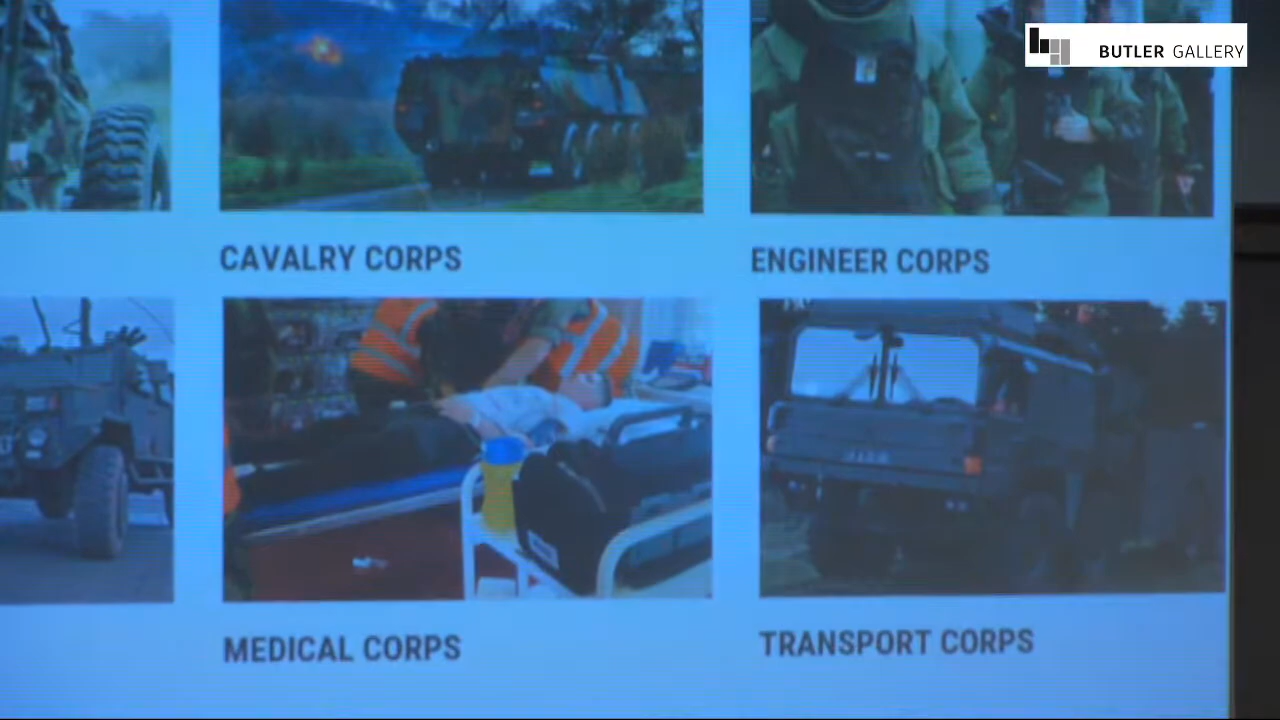 BUTLER GALLERY
CAVALRY CORPS
ENGINEER CORPS
MEDICAL CORPS
TRANSPORT CORPS